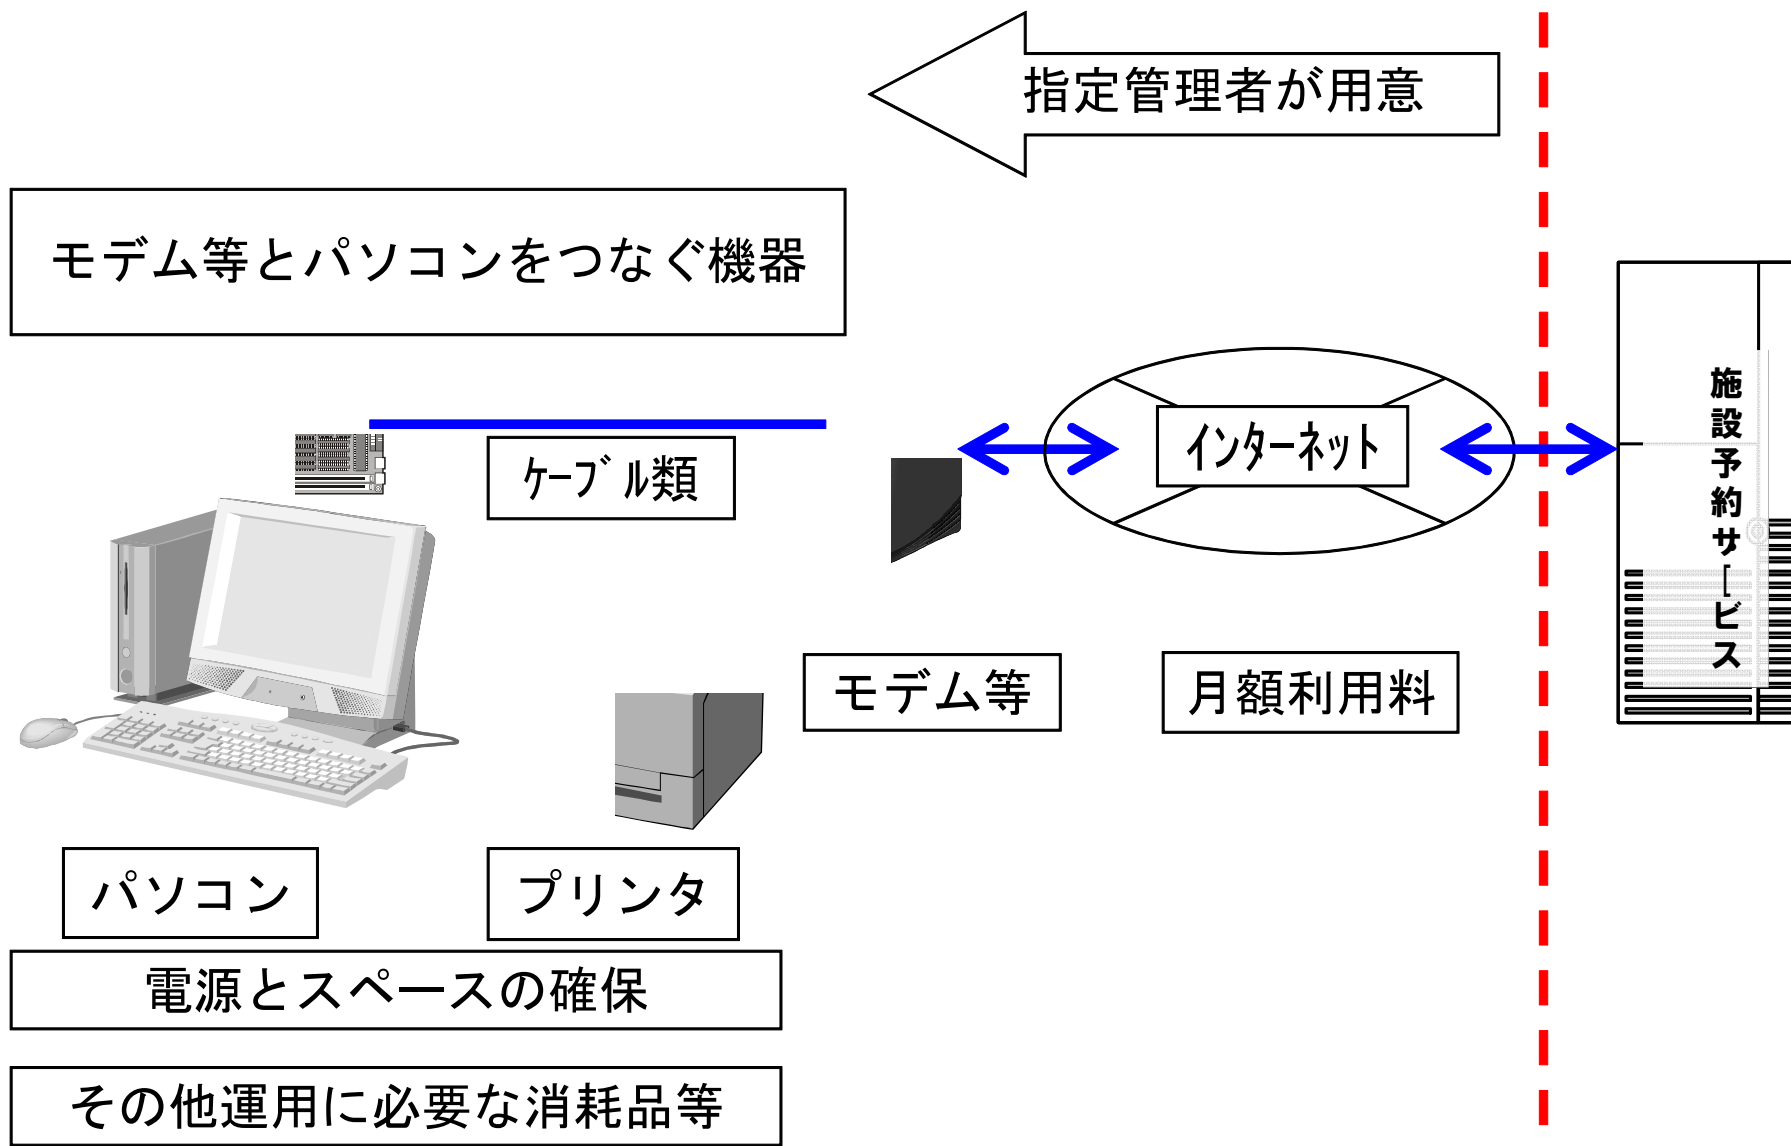 指定管理者が用意
モデム等とパソコンをつなぐ機器
施設予約サービス
インターネット
ｹｰﾌﾞﾙ類
モデム等
月額利用料
パソコン
プリンタ
電源とスペースの確保
その他運用に必要な消耗品等